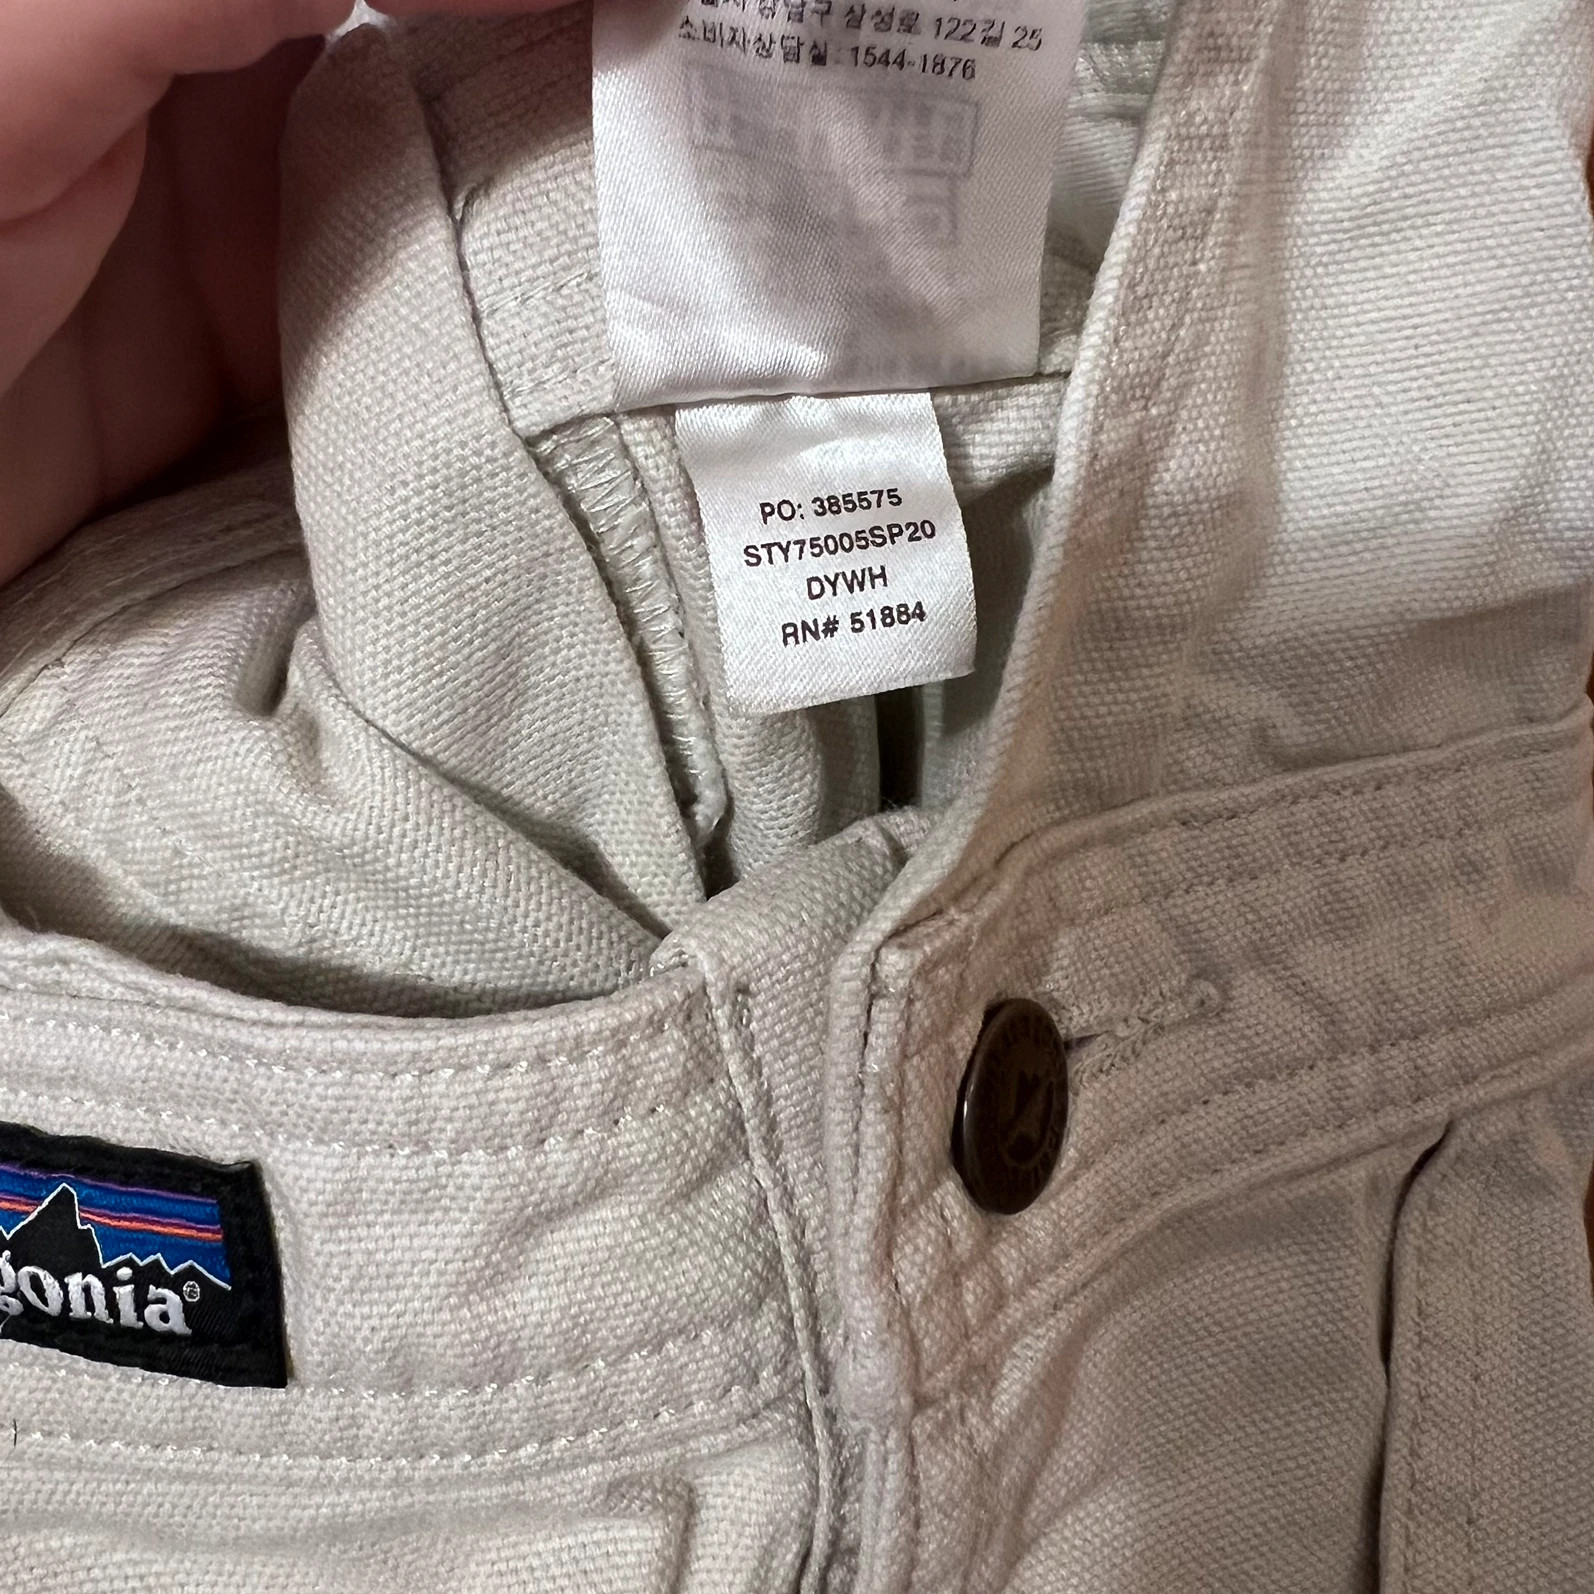 강남구 삼성로 122길 25
소비자상담실: 1544-1876
PO: 385575
STY75005SP20
DYWH
RN# 51884
gonia®